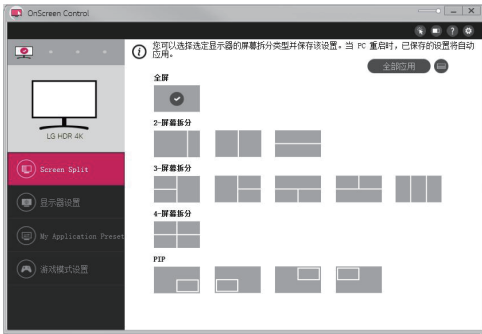 OnScreen Control
您可以选择选定显示器的屏幕拆分类型并保存该设置。当 PC 重启时，已保存的设置将自动
应用。
全部应用
全屏
LG HDR 4K
2-屏幕拆分
Screen Split
3-屏幕拆分
显示器设置
My Application Preset
4-屏幕拆分
游戏模式设置
PIP